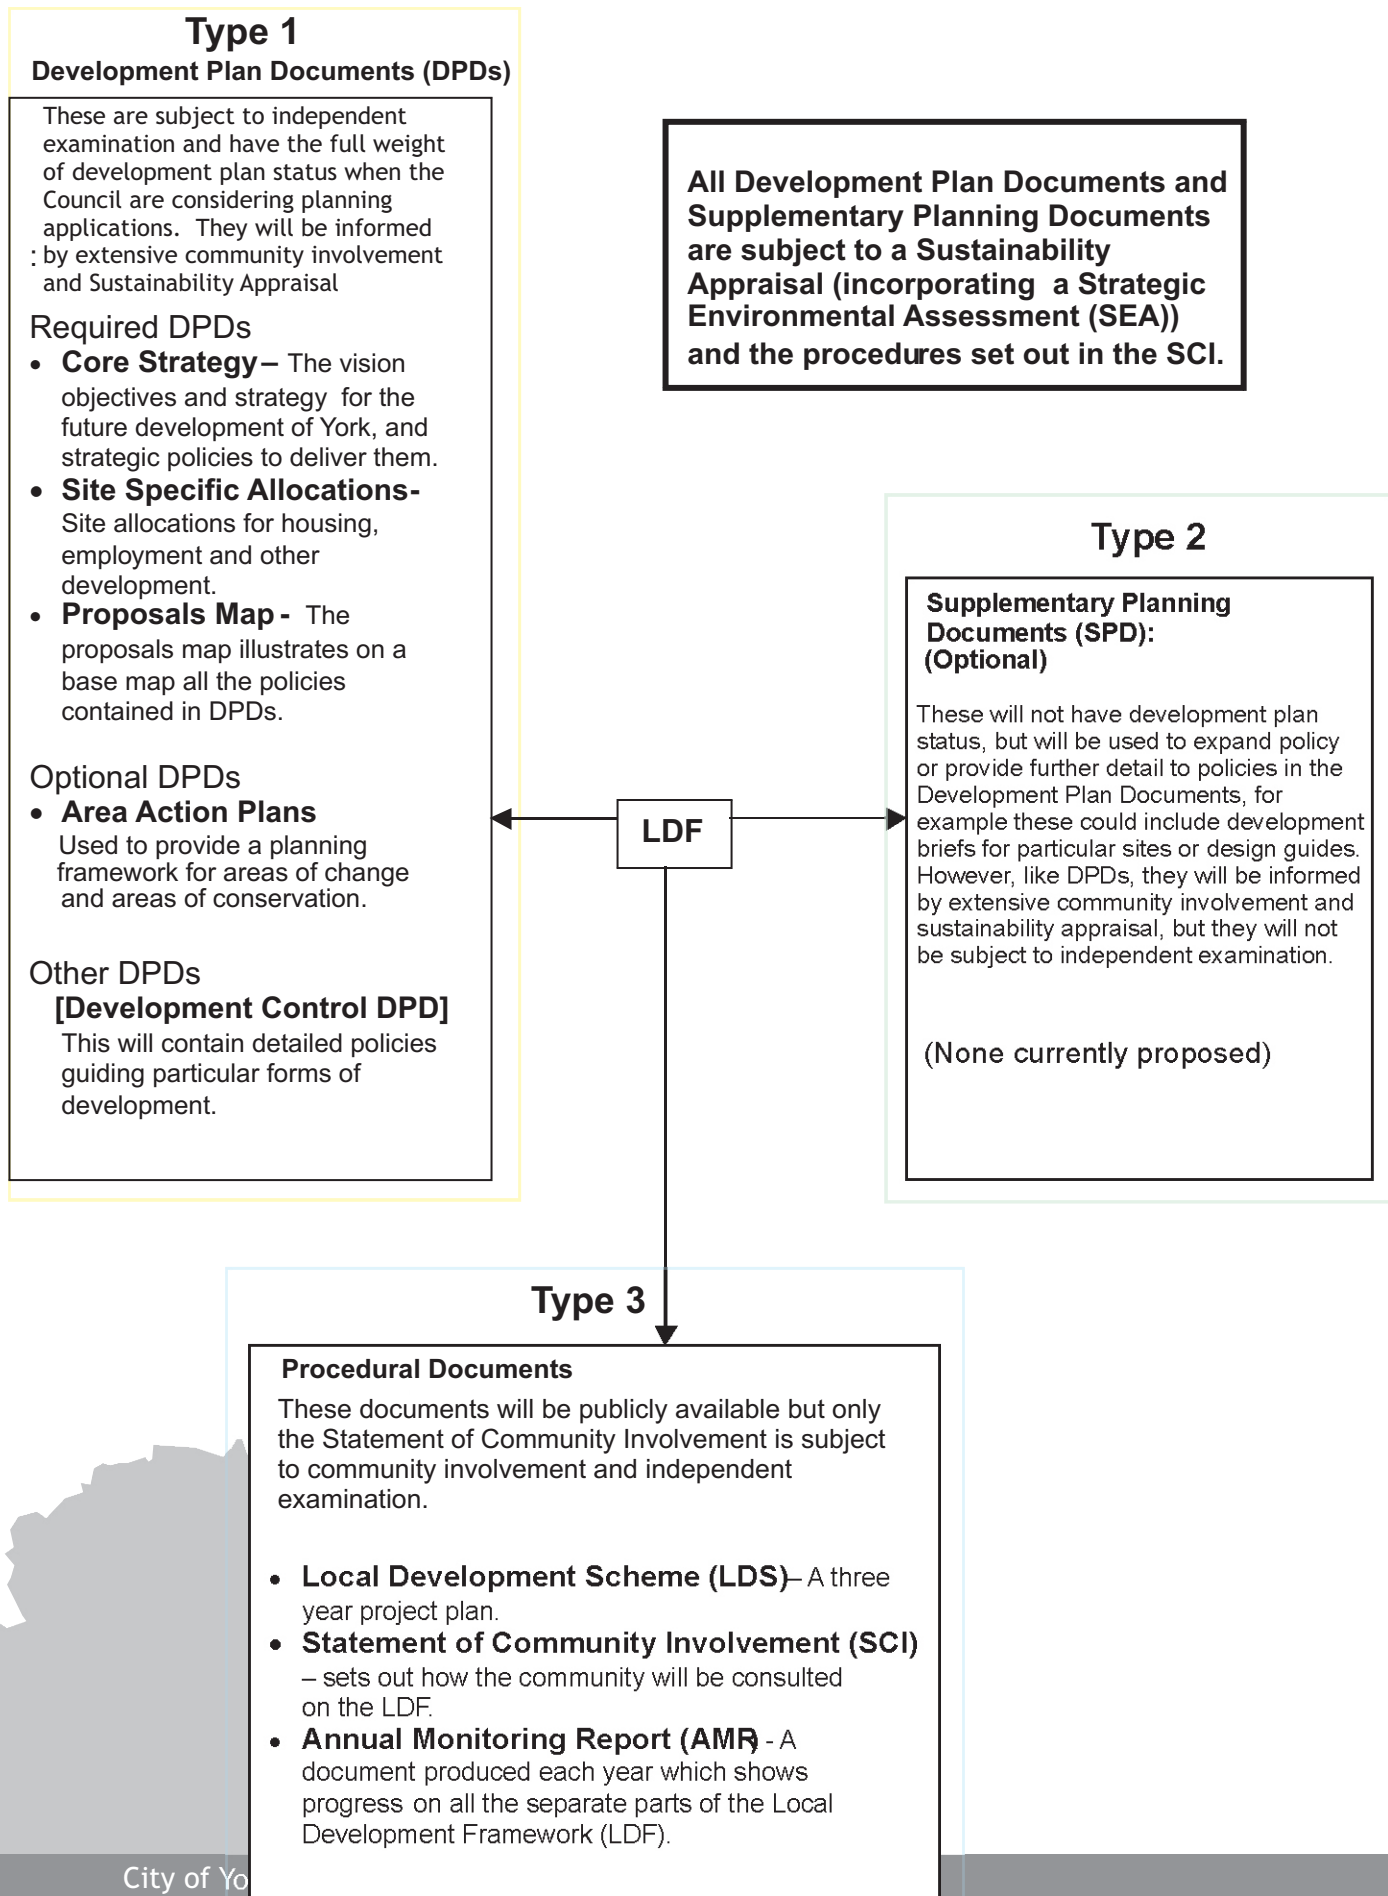 Type 1
Development Plan Documents (DPDs)
These are subject to independent
examination and have the full weight
of development plan status when the
Council are considering planning
applications. They will be informed
: by extensive community involvement
and Sustainability Appraisal
Required DPDs
• Core Strategy – The vision
objectives and strategy for the
future development of York, and
strategic policies to deliver them.
• Site Specific Allocations-
Site allocations for housing,
employment and other
development.
• Proposals Map - The
proposals map illustrates on a
base map all the policies
contained in DPDs.
Optional DPDs
• Area Action Plans
Used to provide a planning
framework for areas of change
and areas of conservation.
Other DPDs
[Development Control DPD]
This will contain detailed policies
guiding particular forms of
development.
All Development Plan Documents and
Supplementary Planning Documents
are subject to a Sustainability
Appraisal (incorporating a Strategic
Environmental Assessment (SEA))
and the procedures set out in the SCI.
LDF
Type 2
Supplementary Planning
Documents (SPD):
(Optional)
These will not have development plan
status, but will be used to expand policy
or provide further detail to policies in the
Development Plan Documents, for
example these could include development
briefs for particular sites or design guides.
However, like DPDs, they will be informed
by extensive community involvement and
sustainability appraisal, but they will not
be subject to independent examination.
(None currently proposed)
Type 3
Procedural Documents
These documents will be publicly available but only
the Statement of Community Involvement is subject
to community involvement and independent
examination.
• Local Development Scheme (LDS)– A three
year project plan.
• Statement of Community Involvement (SCI)
– sets out how the community will be consulted
on the LDF.
• Annual Monitoring Report (AMR) - A
document produced each year which shows
progress on all the separate parts of the Local
Development Framework (LDF).
City of Yo